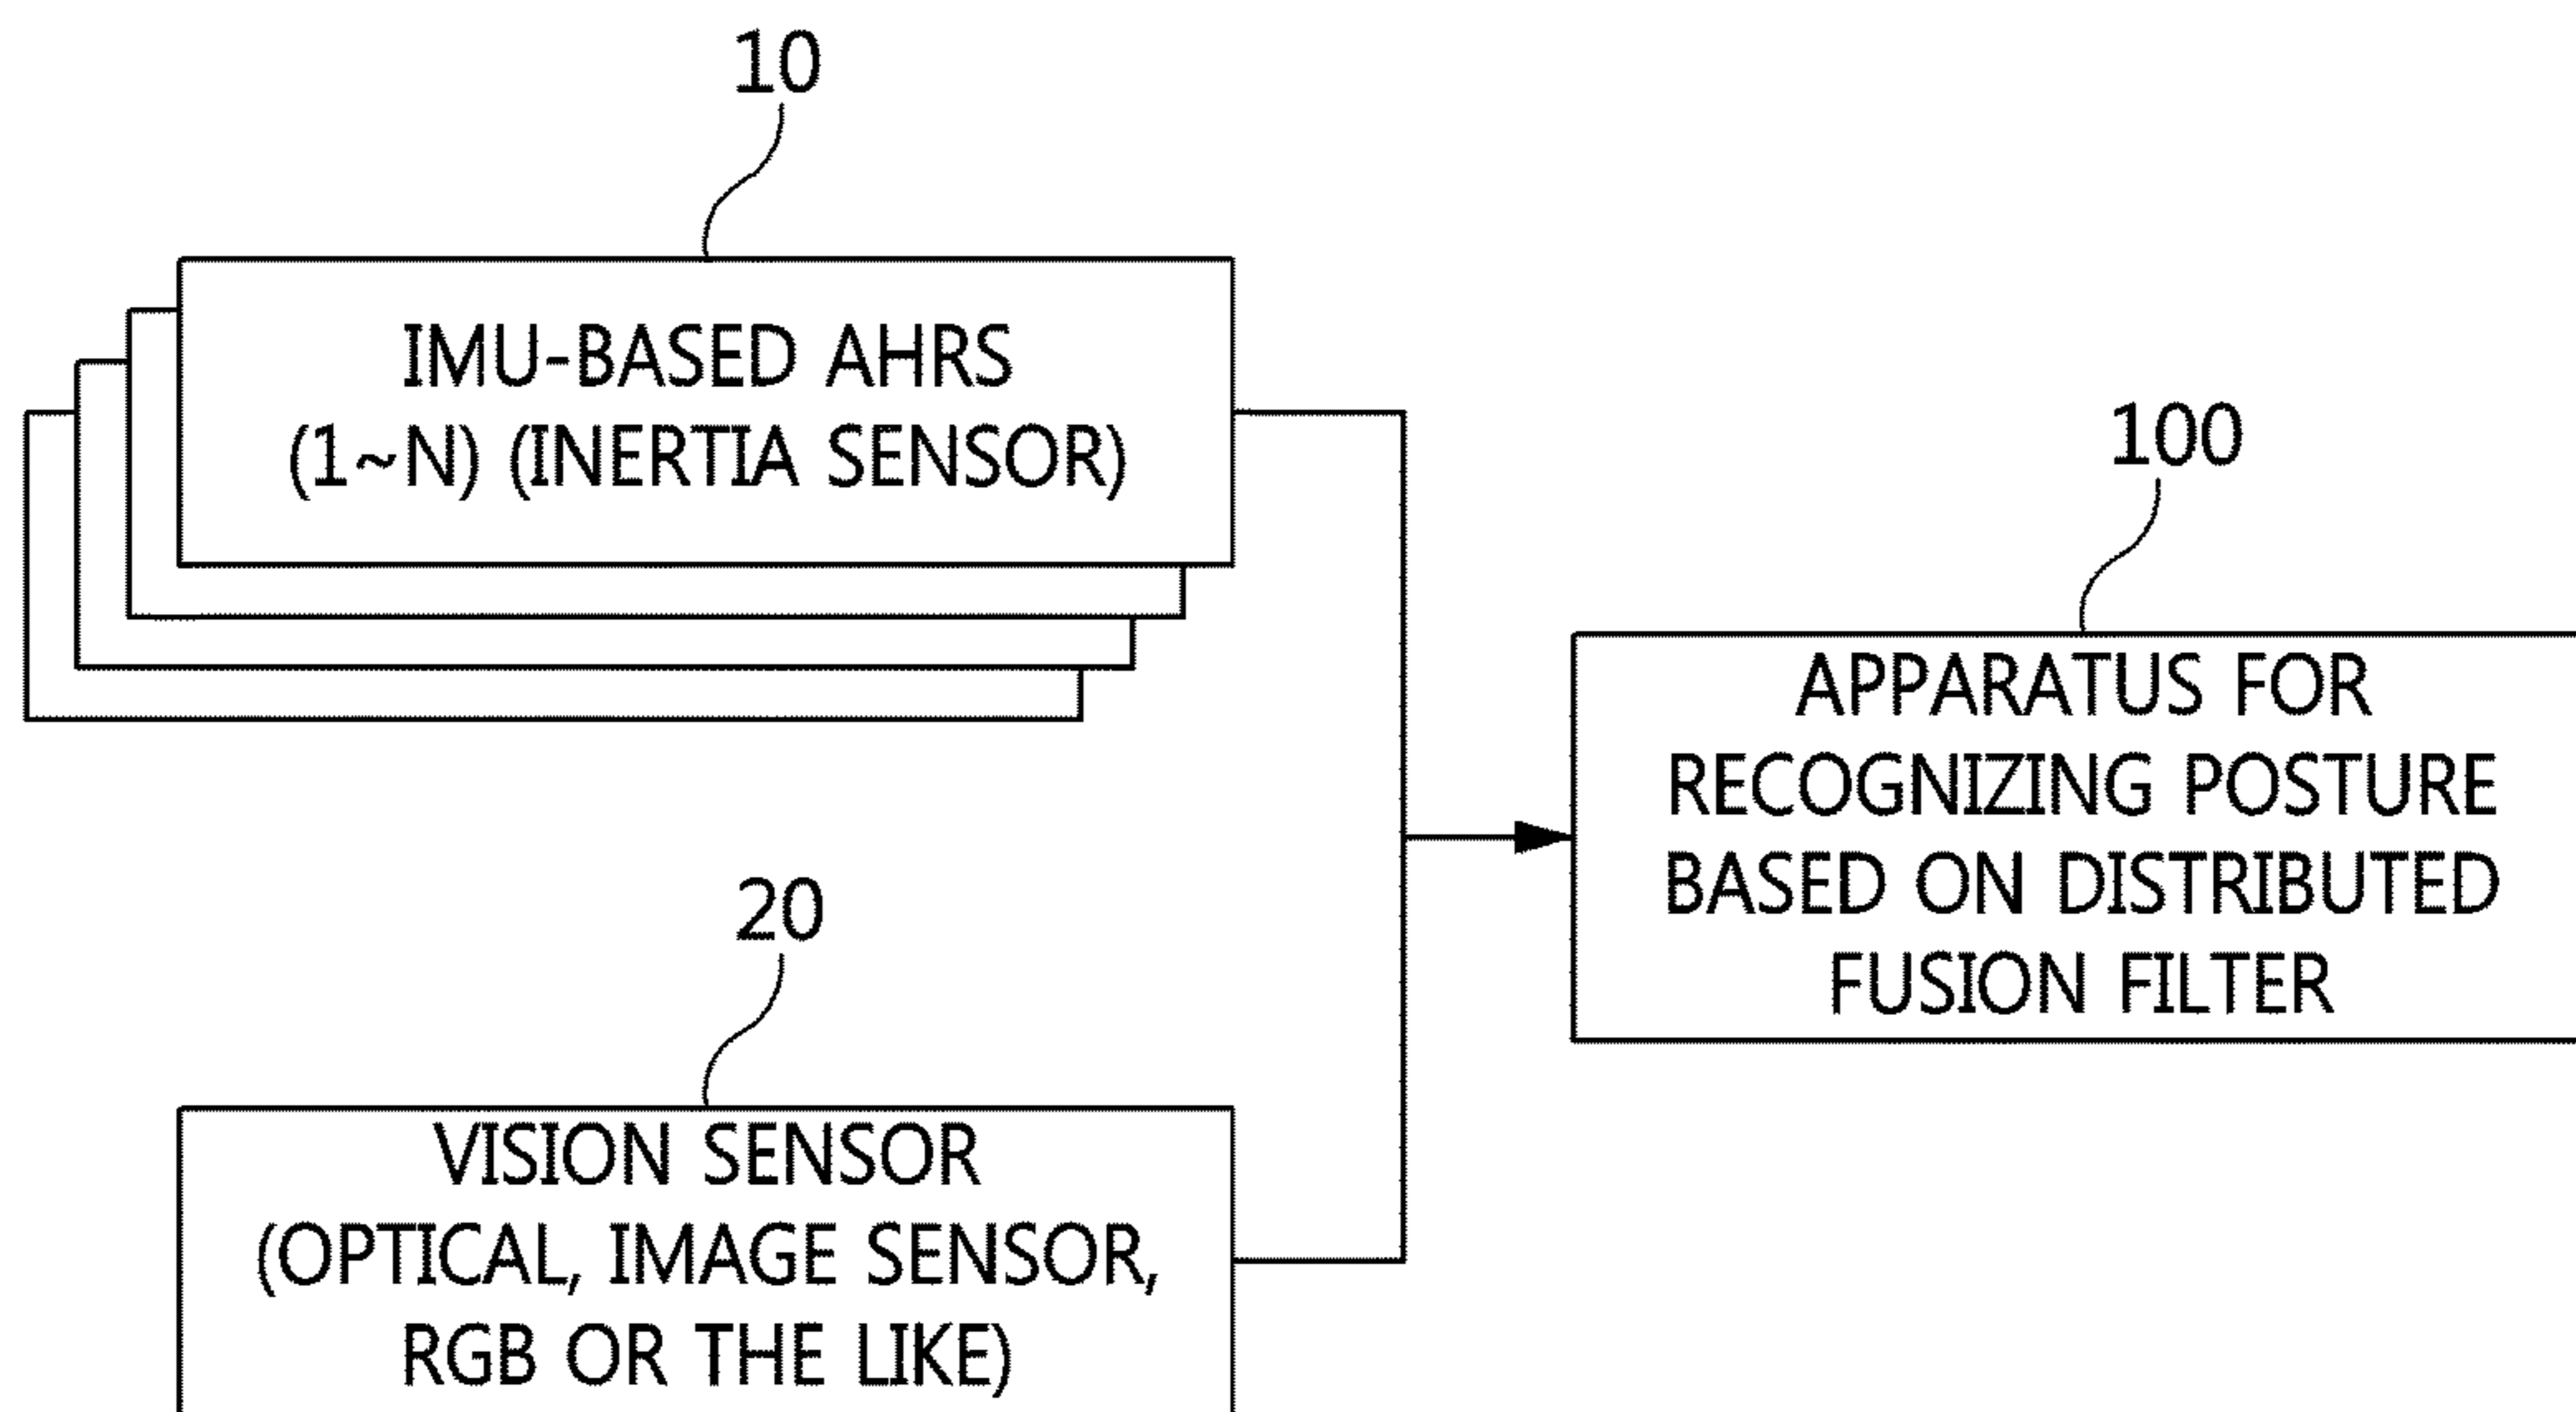 10
IMU-BASED AHRS
(1~N) (INERTIA SENSOR)
100
APPARATUS FOR
RECOGNIZING POSTURE
BASED ON DISTRIBUTED
FUSION FILTER
20
VISION SENSOR
(OPTICAL, IMAGE SENSOR,
RGB OR THE LIKE)